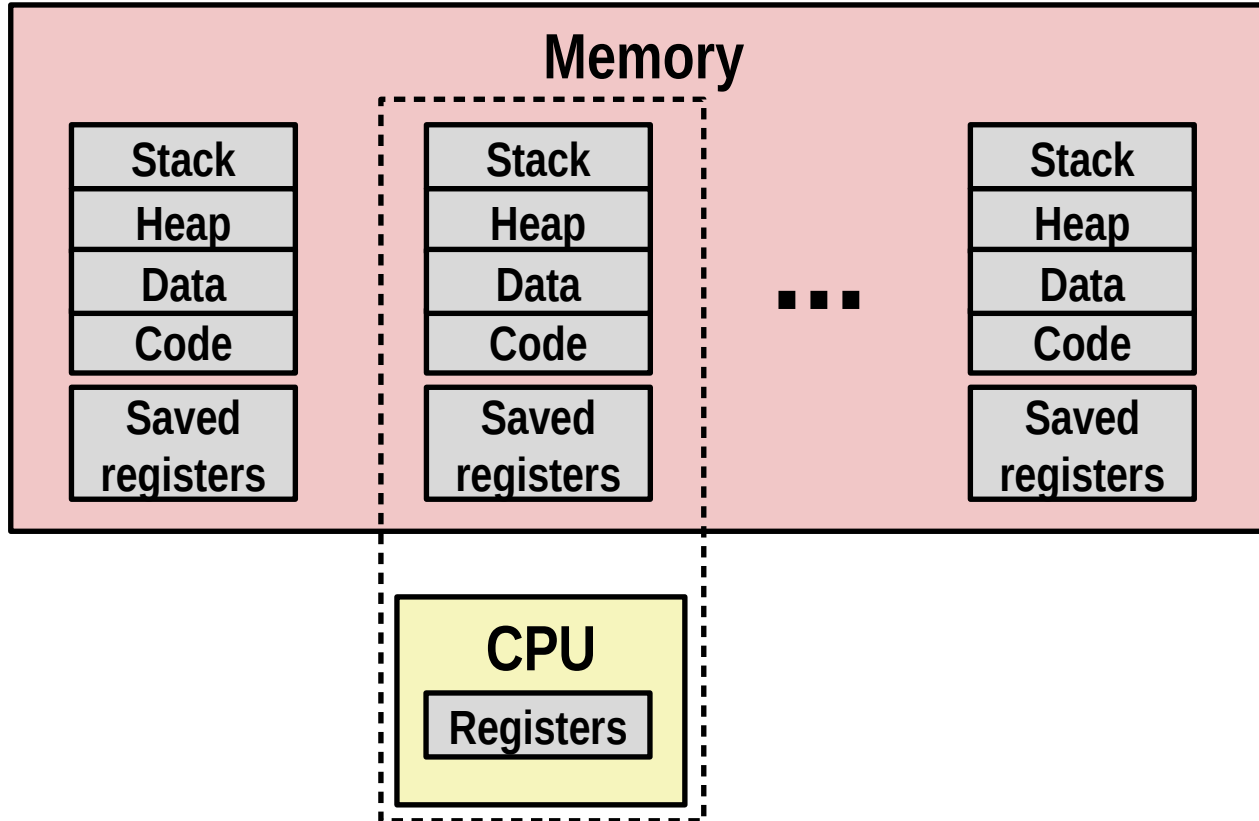 Memory
Stack
Heap
Data
Code
Saved
registers
Stack
Heap
Data
Code
Saved
registers
...
Stack
Heap
Data
Code
Saved
registers
CPU
Registers